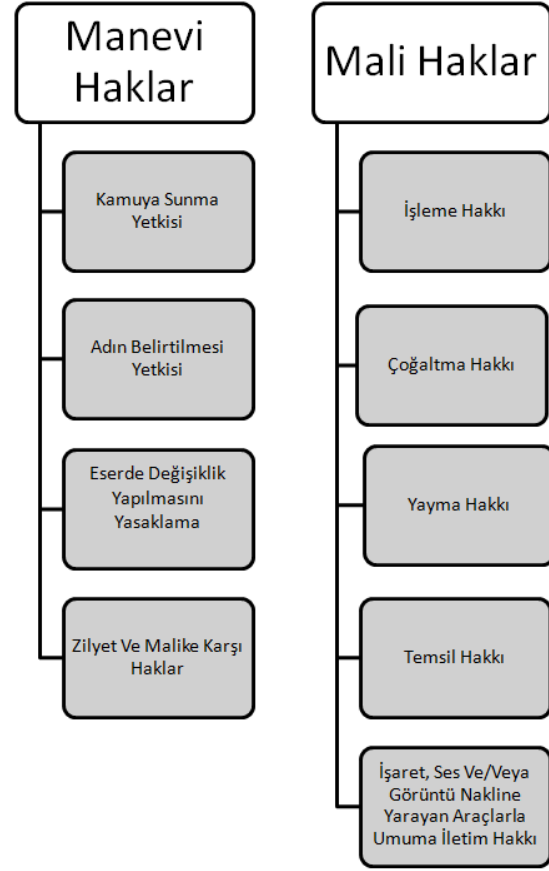 Manevi
Haklar
Kamuya Sunma
Yetkisi
Adın Belirtilmesi
Yetkisi
Eserde Değişiklik
Yapılmasını
Yasaklama
Zilyet Ve Malike Karşı
Haklar
Mali Haklar
İşleme Hakkı
Çoğaltma Hakkı
Yayma Hakkı
Temsil Hakkı
İşaret, Ses Ve/Veya
Görüntü Nakline
Yarayan Araçlarla
Umuma İletim Hakkı